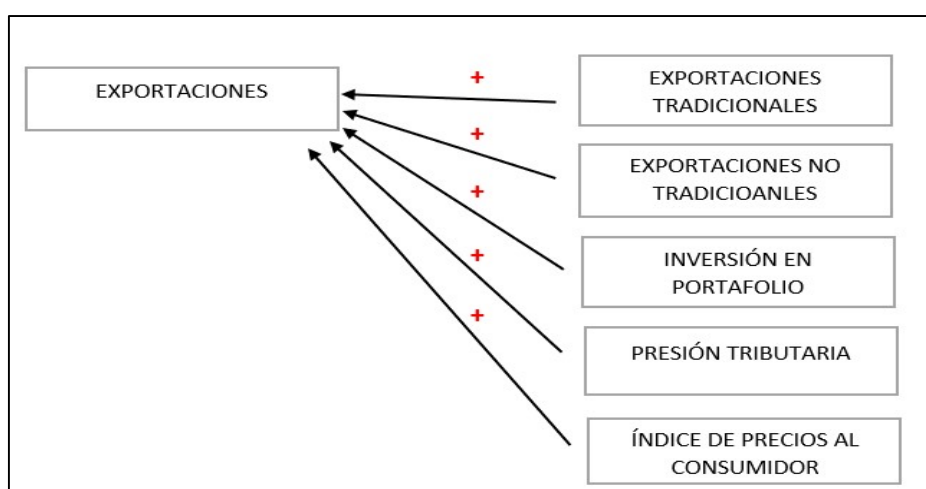 EXPORTACIONES
+
EXPORTACIONES
TRADICIONALES
+
EXPORTACIONES NO
TRADICIOANLES
+
INVERSIÓN EN
PORTAFOLIO
+
PRESIÓN TRIBUTARIA
+
ÍNDICE DE PRECIOS AL
CONSUMIDOR